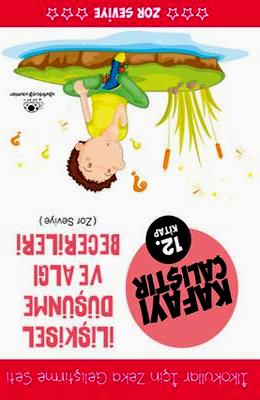 İlkokullar İçin Zeka Geliştirme Seti
KAFAYI
ÇALIŞTIR
12.
KİTAP
İLİŞKİSEL
DÜŞÜNME
VE ALGI
BECERİLERİ
( Zor Seviye )
ZOR SEVİYE